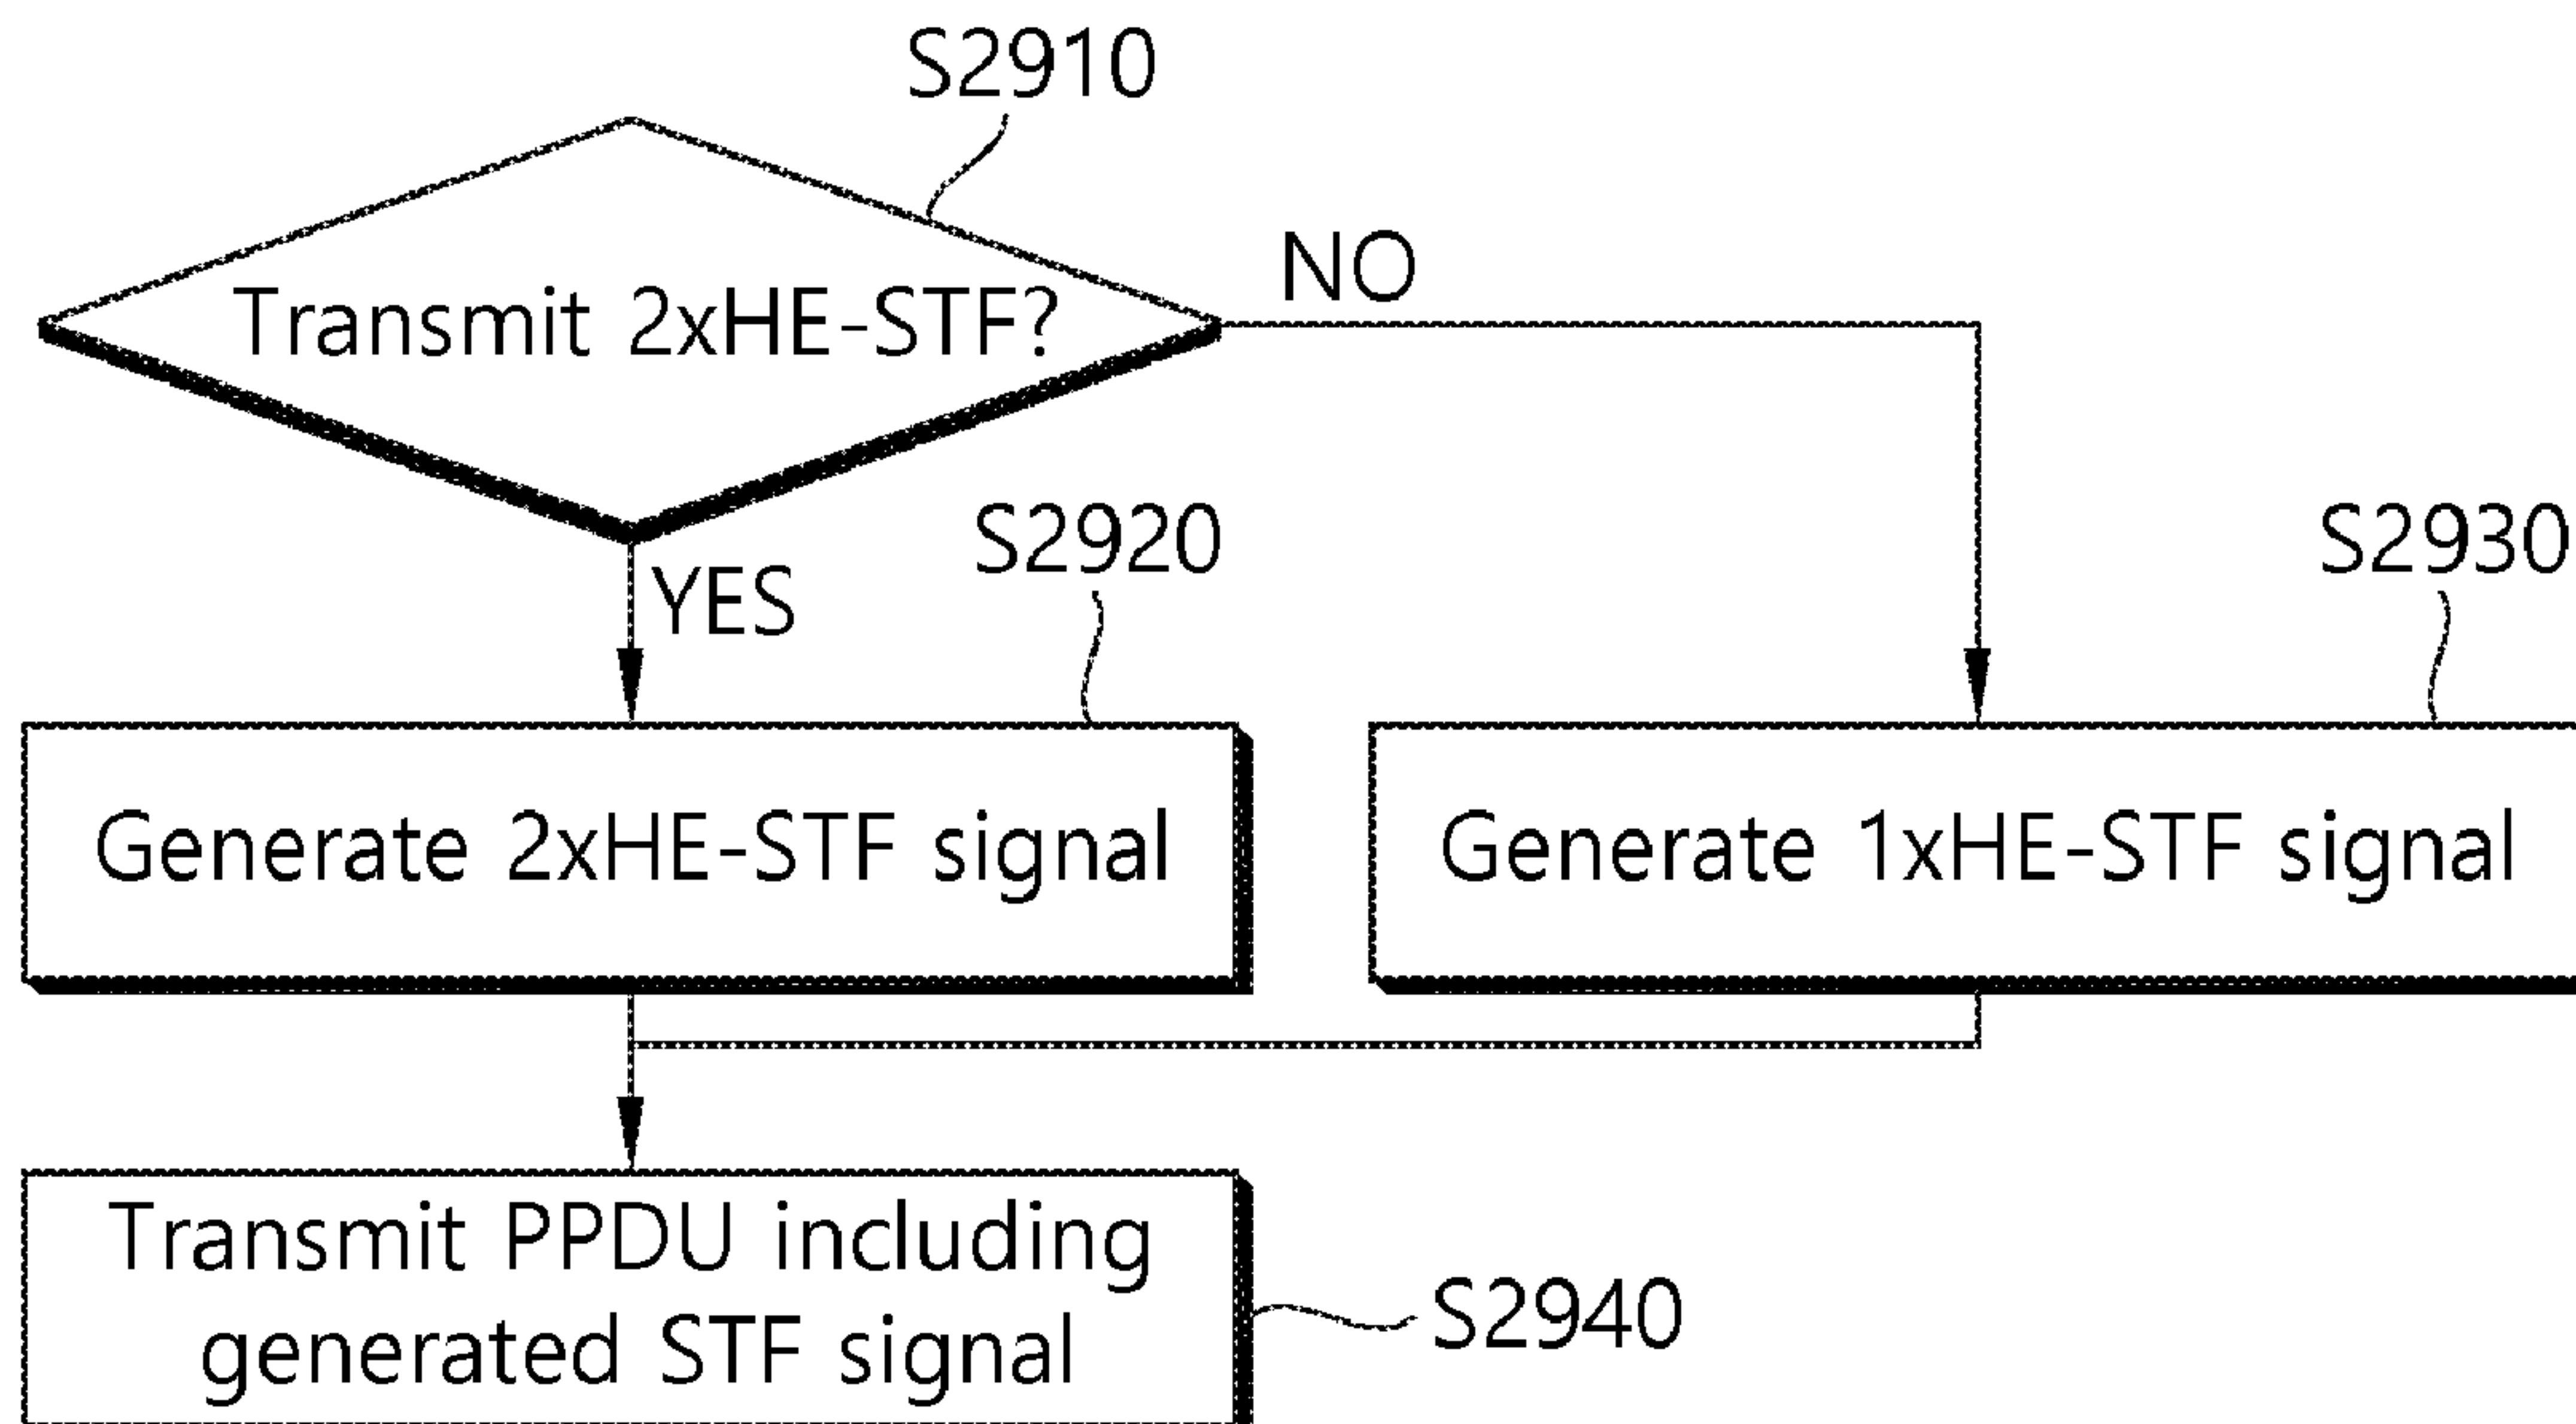 S2910
Transmit 2xHE-STF?
NO
YES
S2920
S2930
Generate 2xHE-STF signal
Generate 1xHE-STF signal
Transmit PPDU including
generated STF signal
S2940